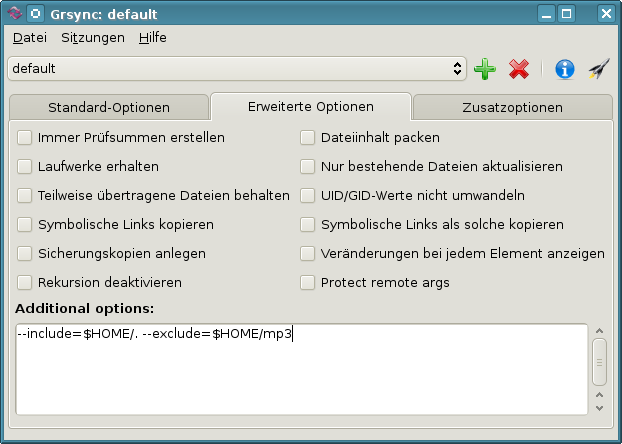 Grsync: default
Datei Sitzungen Hilfe
default
Standard-Optionen Erweiterte Optionen Zusatzoptionen
Immer Prüfsummen erstellen Dateiinhalt packen
Laufwerke erhalten Nur bestehende Dateien aktualisieren
Teilweise übertragene Dateien behalten UID/GID-Werte nicht umwandeln
Symbolische Links kopieren Symbolische Links als solche kopieren
Sicherungskopien anlegen Veränderungen bei jedem Element anzeigen
Rekursion deaktivieren Protect remote args
Additional options:
--include=$HOME/. --exclude=$HOME/mp3